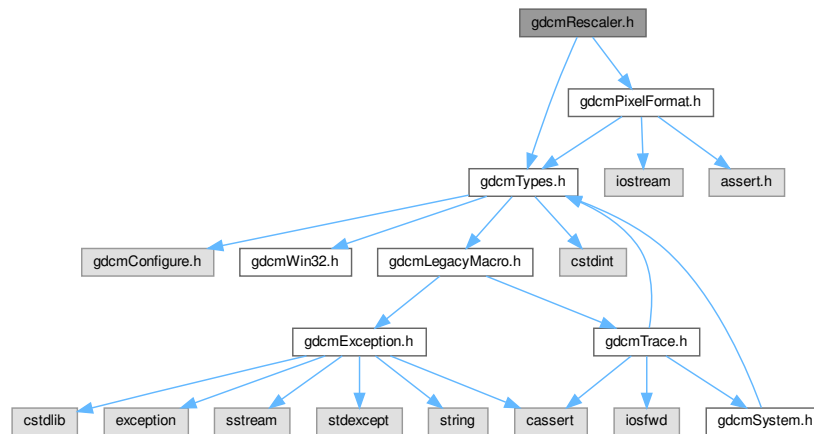 gdcmRescaler.h
gdcmPixelFormat.h
gdcmTypes.h
iostream
assert.h
gdcmConfigure.h
gdcmWin32.h
gdcmLegacyMacro.h
cstdint
gdcmException.h
gdcmTrace.h
cstdlib
exception
sstream
stdexcept
string
cassert
iosfwd
gdcmSystem.h